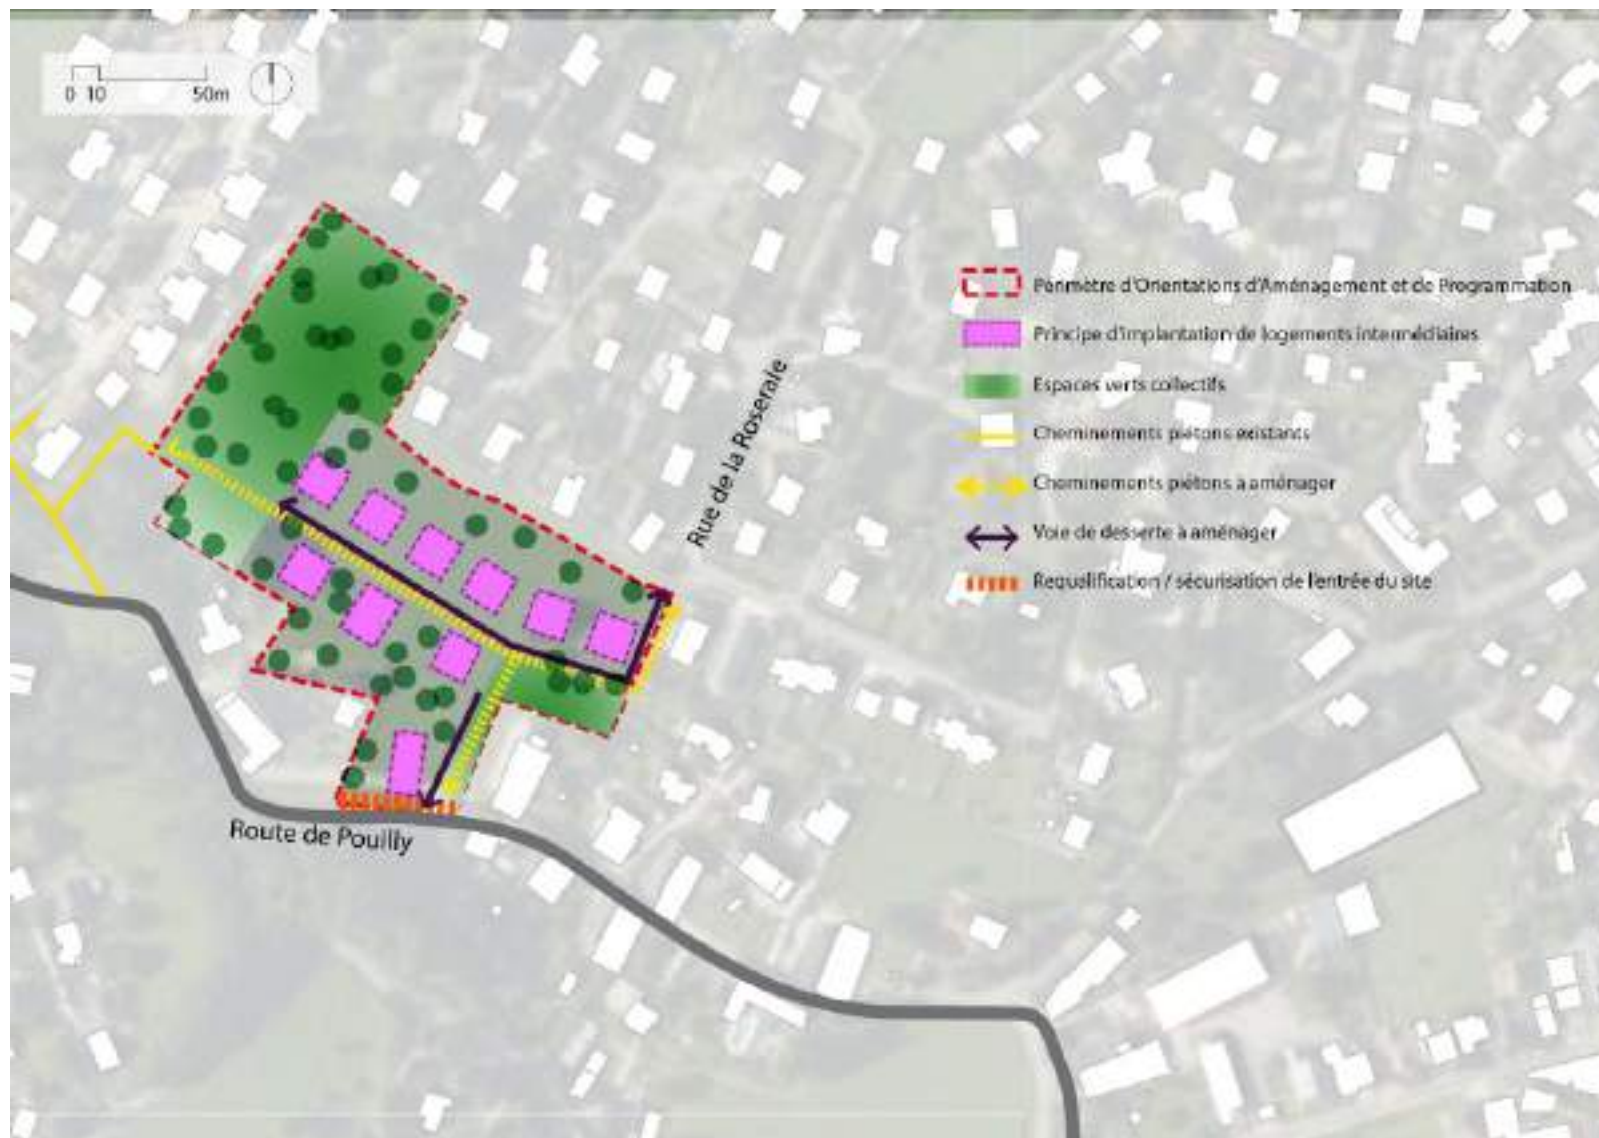 0 10 50m
Périmètre d'Orientations d'Aménagement et de Programmation
Principe d'implantation de logements intermédiaires
Espaces verts collectifs
Cheminements piétons existants
Cheminements piétons à aménager
Voie de desserte à aménager
Requalification / sécurisation de l'entrée du site
Rue de la Roseraie
Route de Pouilly